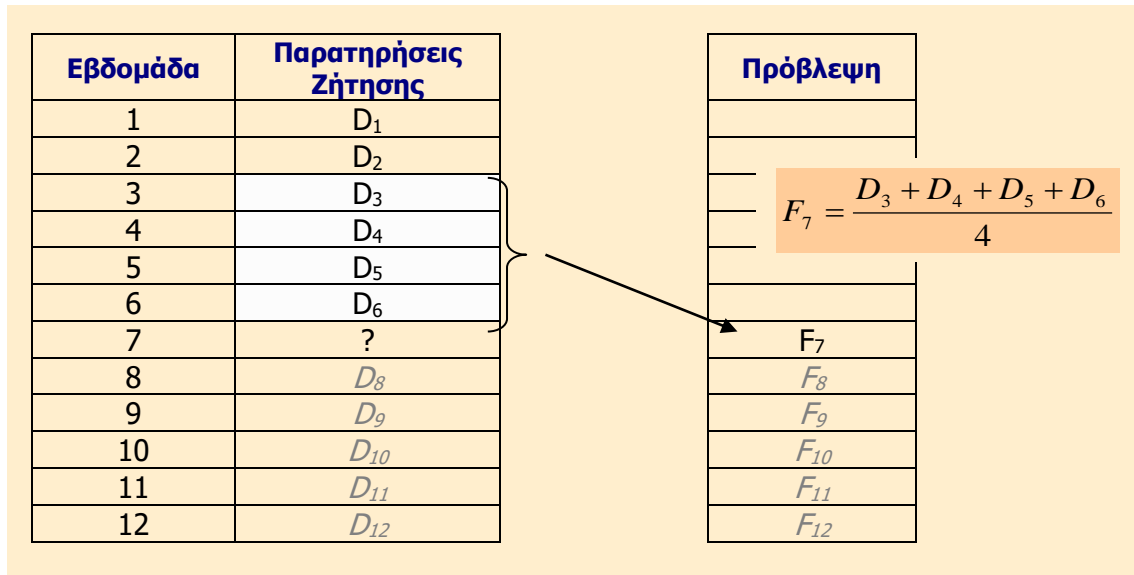 Εβδομάδα Παρατηρήσεις Ζήτησης Πρόβλεψη
1 D₁
2 D₂
3 D₃
4 D₄
5 D₅
6 D₆
7 ? F₇
8 D₈ F₈
9 D₉ F₉
10 D₁₀ F₁₀
11 D₁₁ F₁₁
12 D₁₂ F₁₂
F₇ = (D₃ + D₄ + D₅ + D₆) / 4